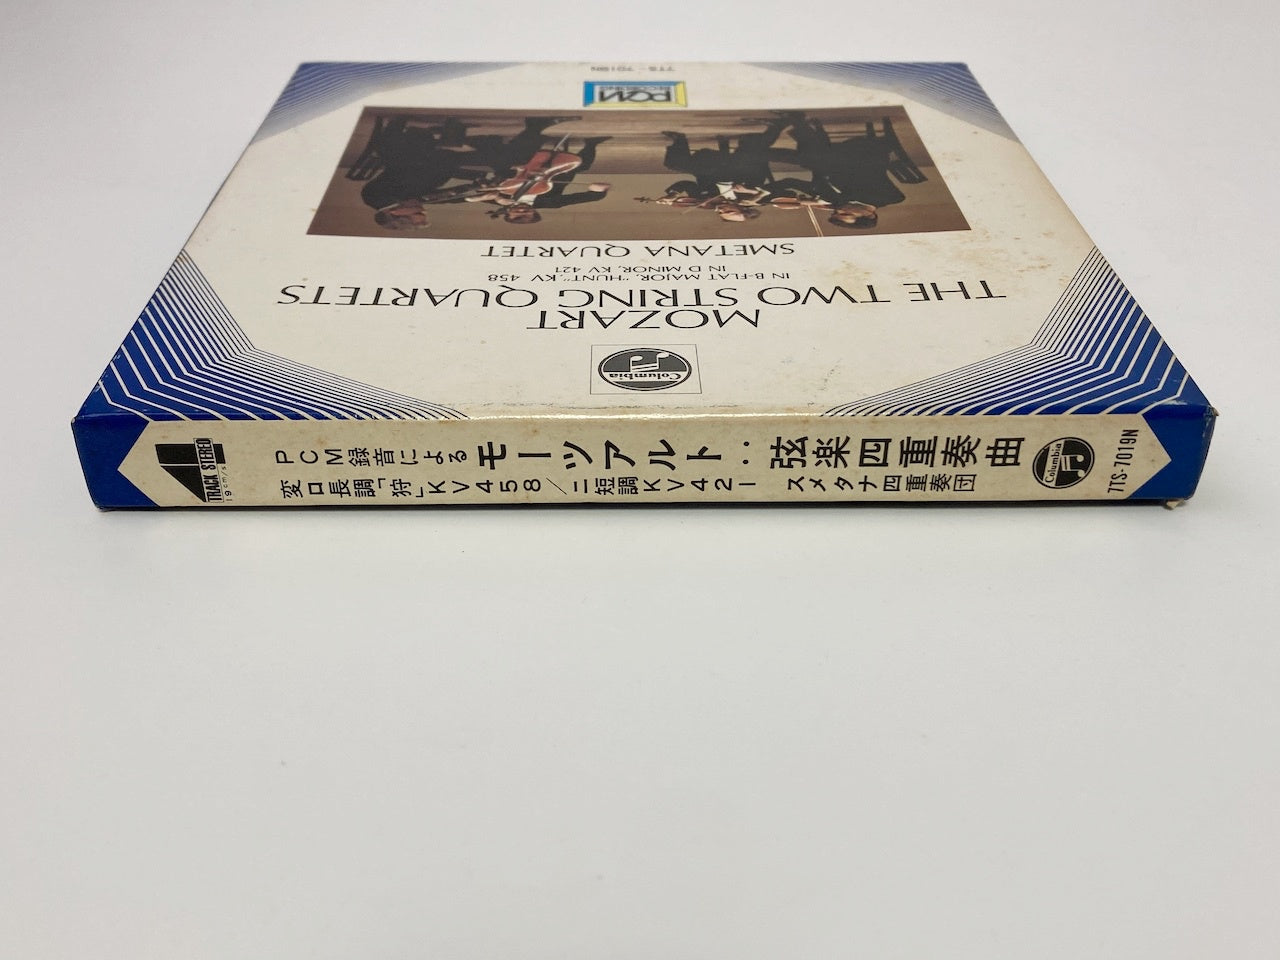 7TS-7019N
PCM
RECORDING
SMETANA QUARTET
IN D MINOR, KV 421
IN B-FLAT MAJOR, "HUNT", KV 458
THE TWO STRING QUARTETS
MOZART
Columbia
4 TRACK STEREO
19cm/s
PCM録音による モーツァルト：弦楽四重奏曲
変ロ長調「狩」KV458/ニ短調KV421 スメタナ四重奏団
Columbia
7TS-7019N